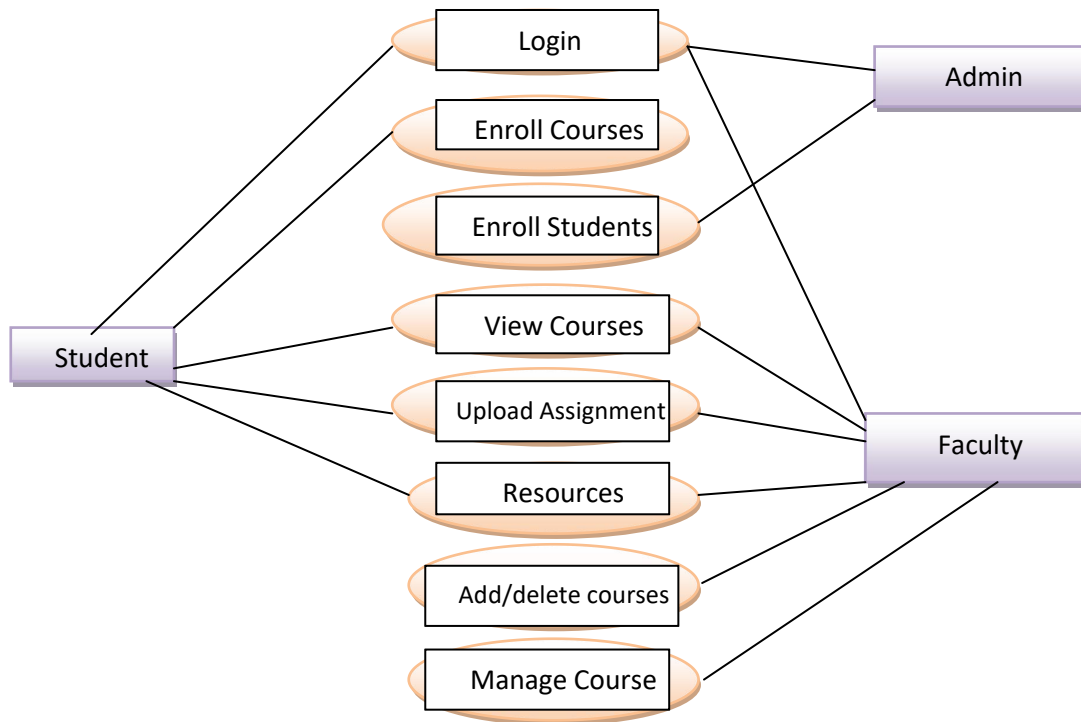 Login
Admin
Enroll Courses
Enroll Students
View Courses
Student
Upload Assignment
Faculty
Resources
Add/delete courses
Manage Course